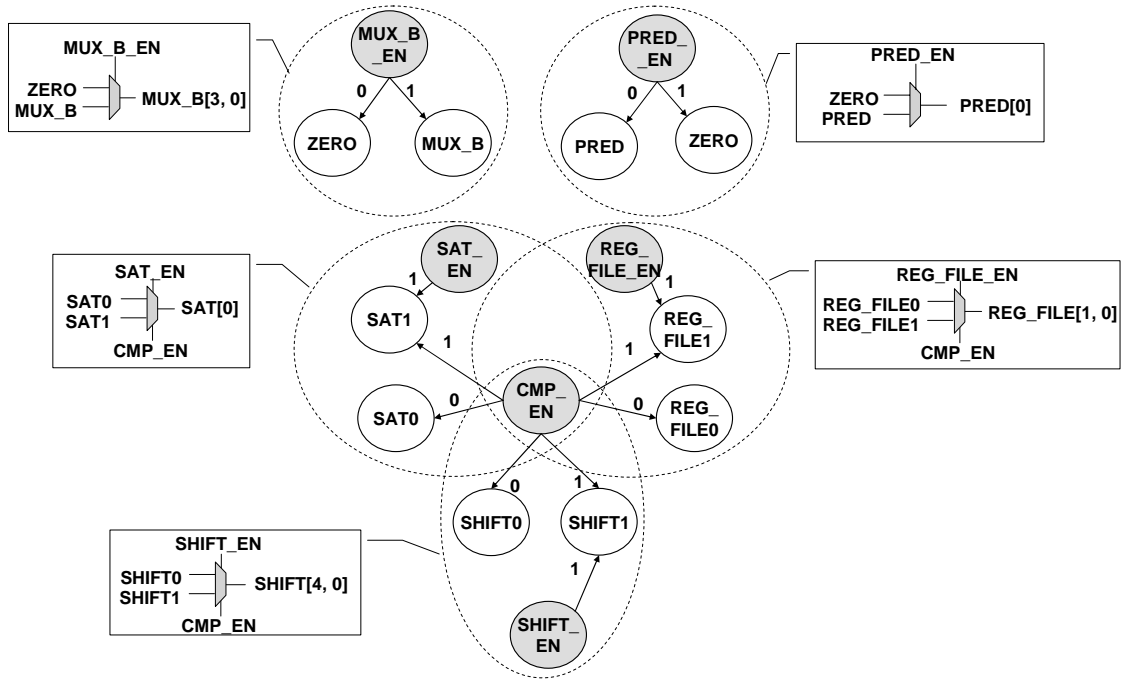 MUX_B_EN
ZERO
MUX_B
MUX_B[3, 0]
MUX_B
_EN
0
1
ZERO
MUX_B
PRED_
_EN
0
1
PRED
ZERO
PRED_EN
ZERO
PRED
PRED[0]
SAT_EN
SAT0
SAT1
SAT[0]
CMP_EN
SAT_
EN
1
SAT1
1
0
SAT0
REG_
FILE_EN
1
REG_
FILE1
1
0
REG_
FILE0
CMP_
EN
REG_FILE_EN
REG_FILE0
REG_FILE1
REG_FILE[1, 0]
CMP_EN
0
1
SHIFT0
SHIFT1
1
SHIFT_
EN
SHIFT_EN
SHIFT0
SHIFT1
SHIFT[4, 0]
CMP_EN